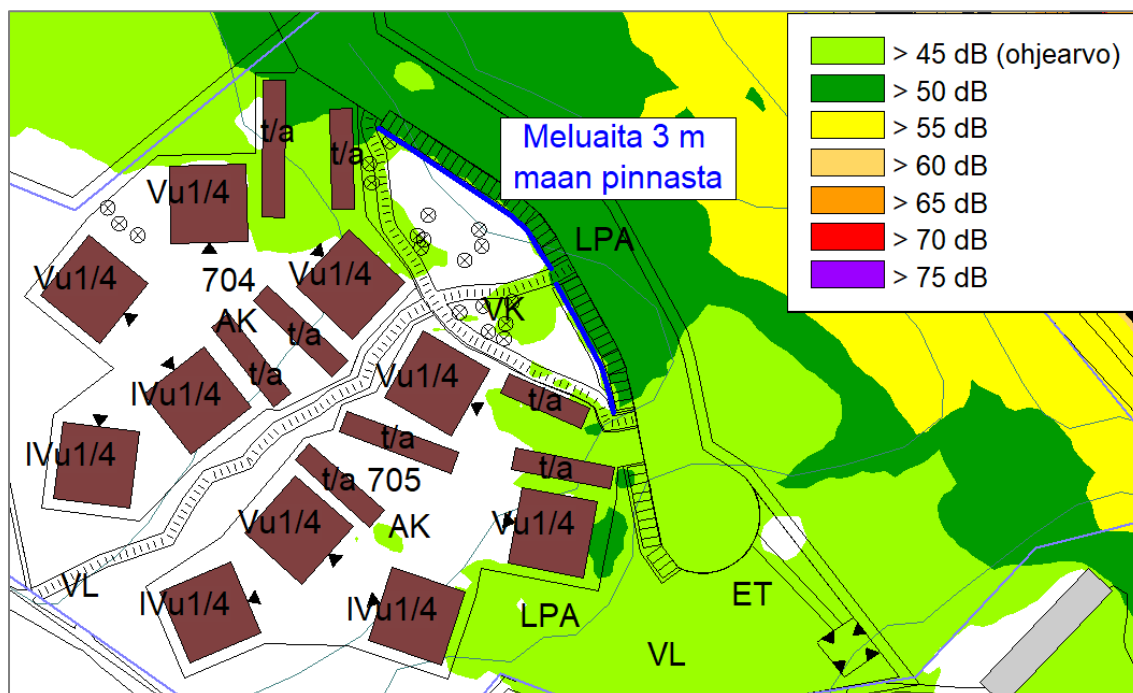 > 45 dB (ohjearvo)
> 50 dB
> 55 dB
> 60 dB
> 65 dB
> 70 dB
> 75 dB
Meluaita 3 m
maan pinnasta
t/a
t/a
Vu1/4
LPA
Vu1/4
704
Vu1/4
VK
AK
t/a
t/a
IVu1/4
Vu1/4
t/a
IVu1/4
t/a
t/a
t/a 705
Vu1/4
AK
Vu1/4
VL
IVu1/4
IVu1/4
LPA
ET
VL